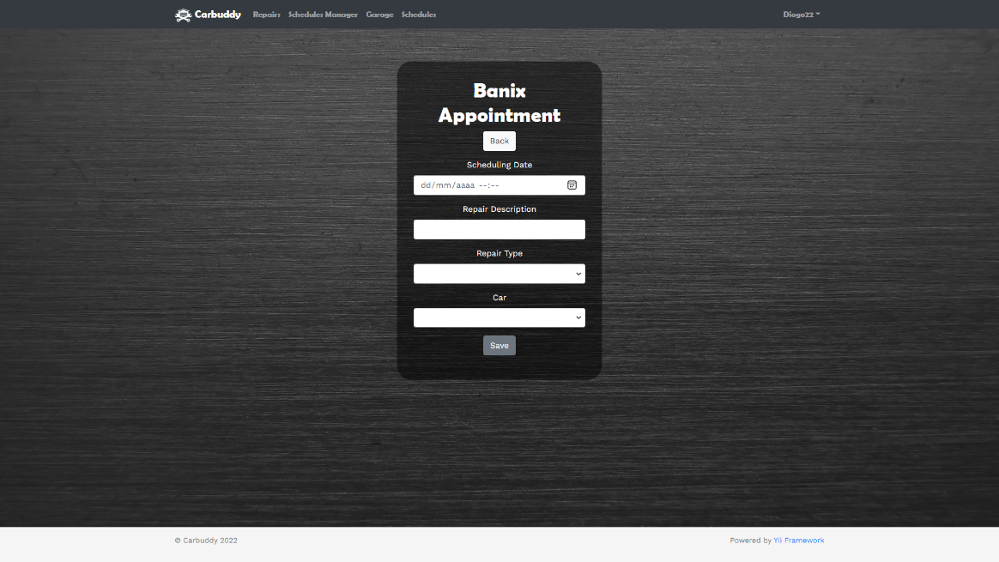 Carbuddy Repairs Schedules Manager Garage Schedules Diogo22
Banix
Appointment
Back
Scheduling Date
dd/mm/aaaa --:--
Repair Description
Repair Type
Car
Save
© Carbuddy 2022 Powered by Yii Framework